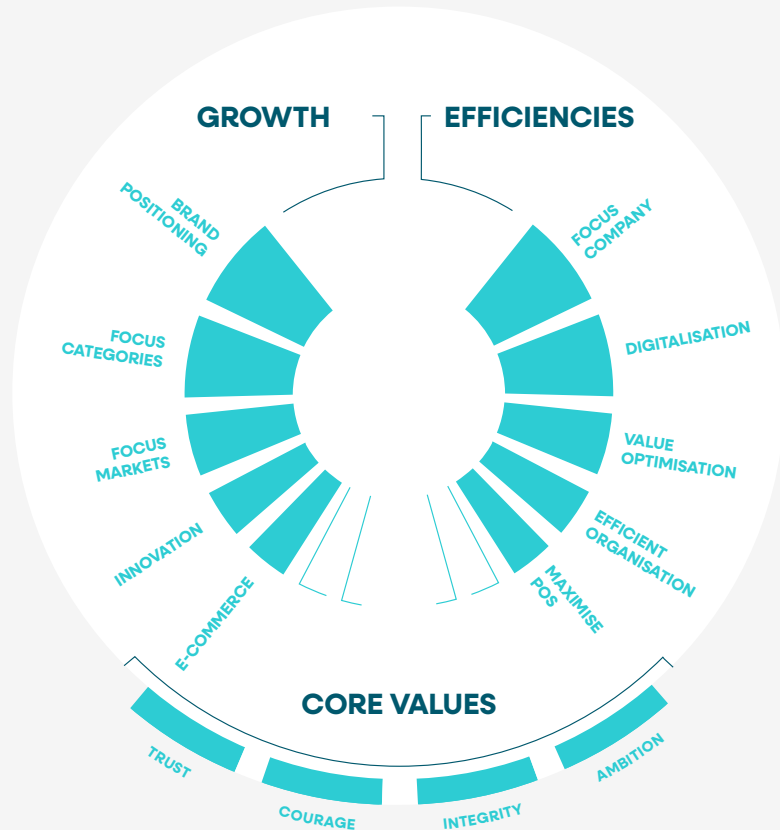 GROWTH
BRAND
POSITIONING
FOCUS
CATEGORIES
FOCUS
MARKETS
INNOVATION
E-COMMERCE
EFFICIENCIES
FOCUS
COMPANY
DIGITALISATION
VALUE
OPTIMISATION
EFFICIENT
ORGANISATION
MAXIMISE
POS
CORE VALUES
TRUST
COURAGE
INTEGRITY
AMBITION